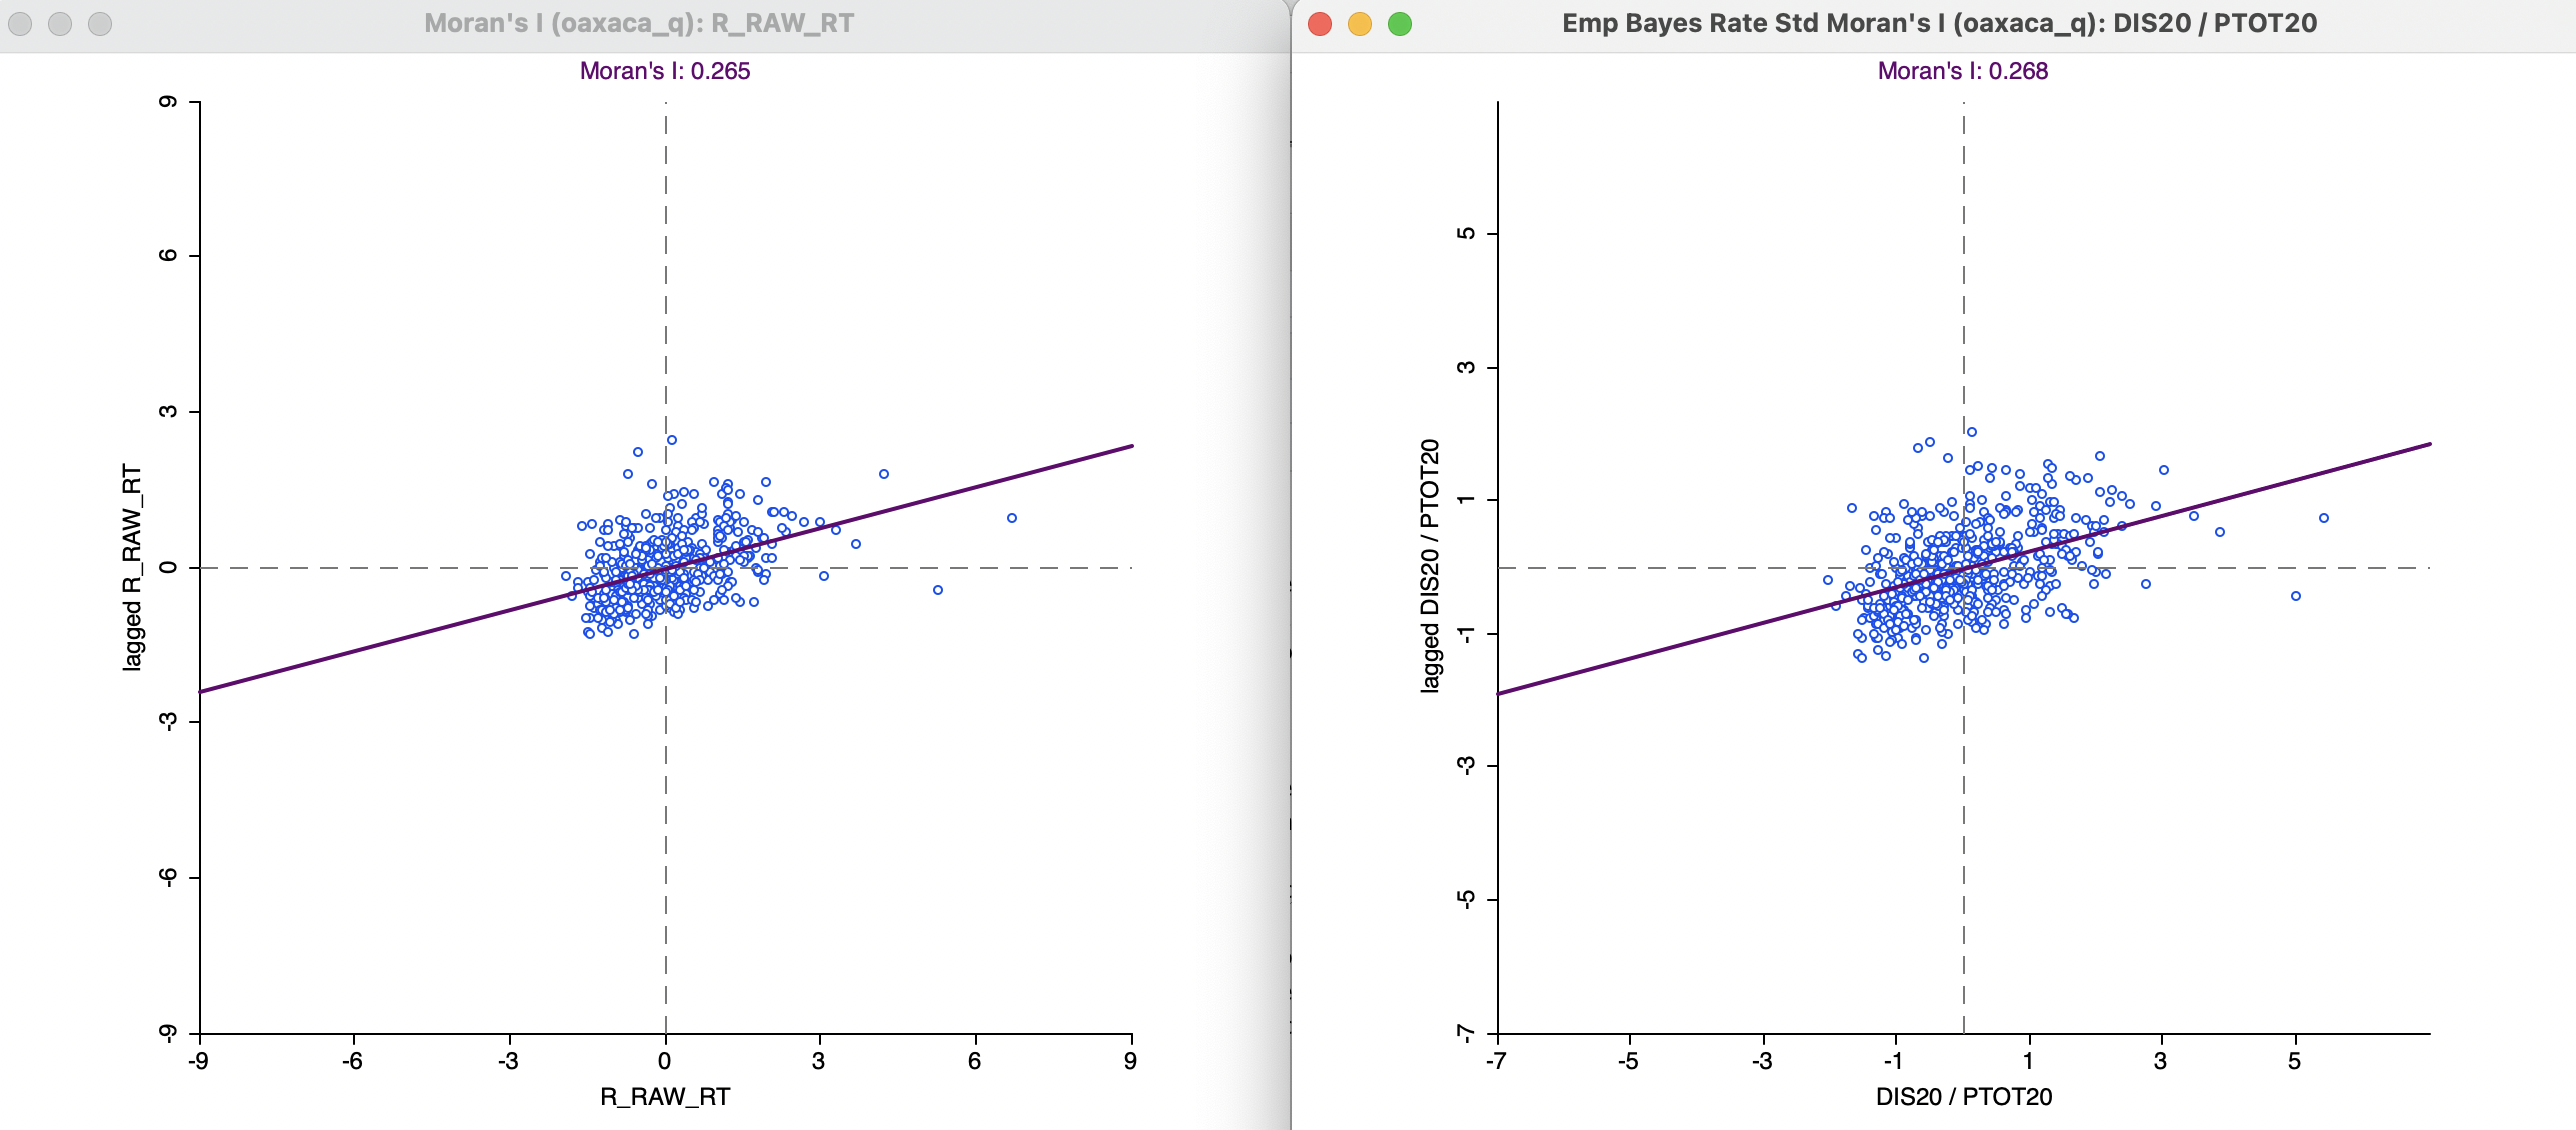 Moran's I (oaxaca_q): R_RAW_RT
Moran's I: 0.265
9
6
3
0
-3
-6
-9
lagged R_RAW_RT
-9 -6 -3 0 3 6 9
R_RAW_RT
Emp Bayes Rate Std Moran's I (oaxaca_q): DIS20 / PTOT20
Moran's I: 0.268
5
3
1
-1
-3
-5
-7
lagged DIS20 / PTOT20
-7 -5 -3 -1 1 3 5
DIS20 / PTOT20